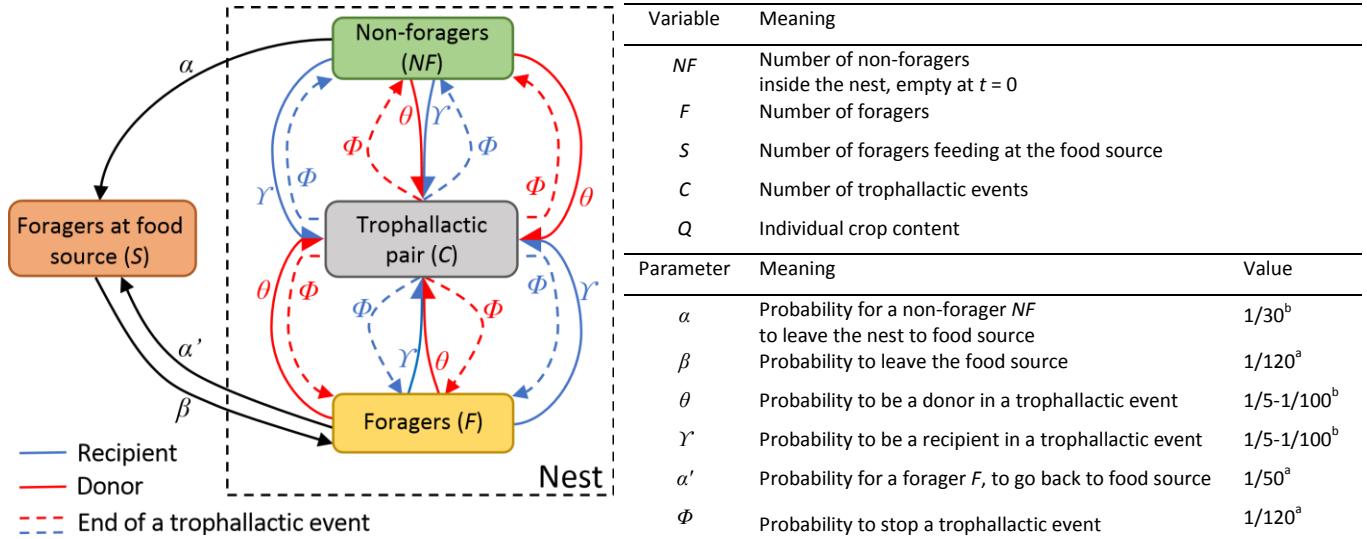 Non-foragers
(NF)
α
θ
ϒ
Φ
Φ
Φ
Φ
ϒ
θ
Foragers at food
source (S)
Trophallactic
pair (C)
θ
Φ
Φ
ϒ
Φ
Φ
ϒ
θ
α’
β
Foragers (F)
Recipient
Donor
End of a trophallactic event
Nest
Variable Meaning
NF Number of non-foragers
inside the nest, empty at t = 0
F Number of foragers
S Number of foragers feeding at the food source
C Number of trophallactic events
Q Individual crop content
Parameter Meaning Value
α Probability for a non-forager NF
to leave the nest to food source 1/30b
β Probability to leave the food source 1/120a
θ Probability to be a donor in a trophallactic event 1/5-1/100b
ϒ Probability to be a recipient in a trophallactic event 1/5-1/100b
α’ Probability for a forager F, to go back to food source 1/50a
Φ Probability to stop a trophallactic event 1/120a